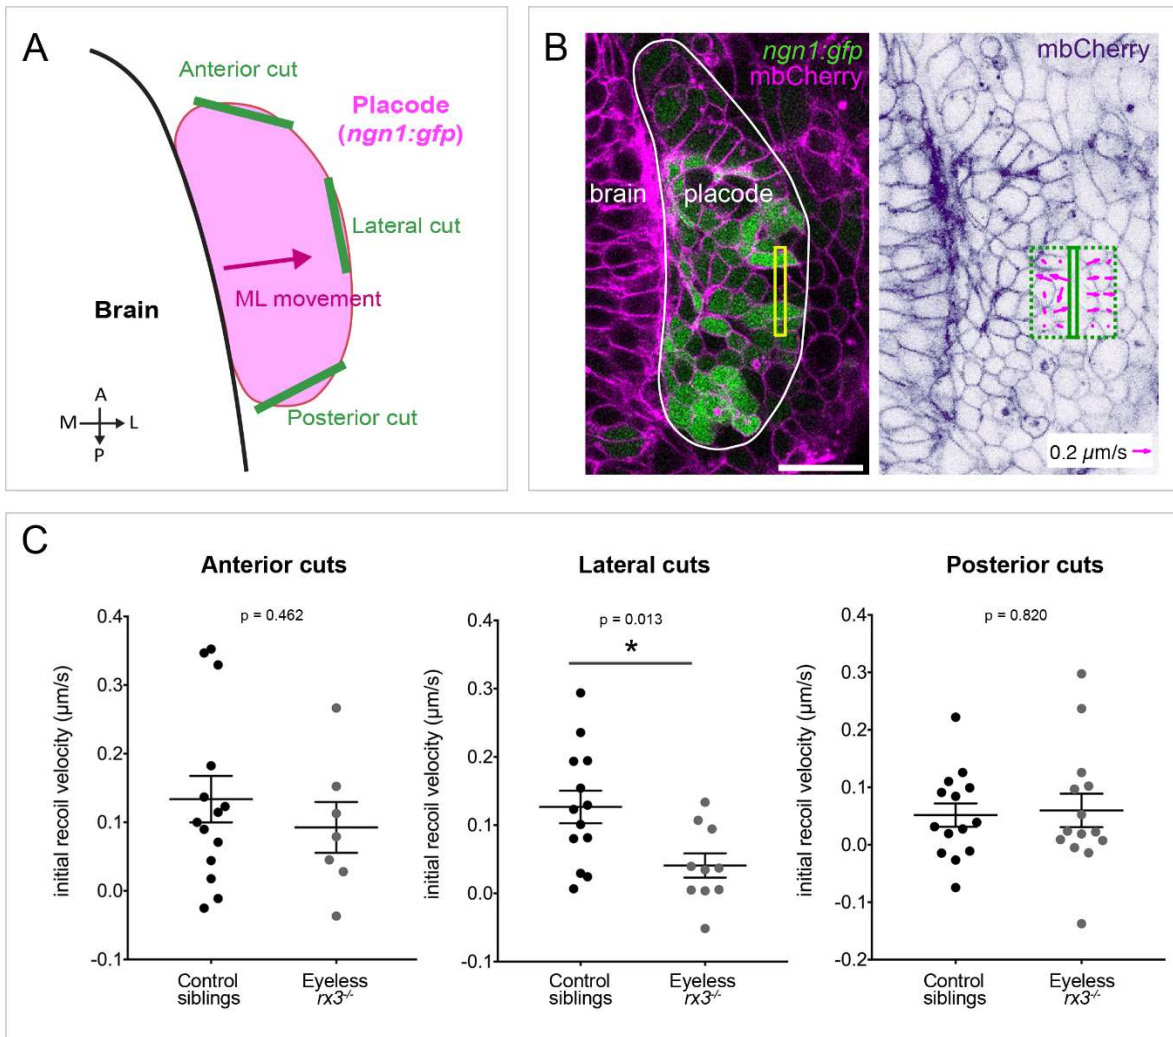 A
Anterior cut
Placode
(ngn1:gfp)
Lateral cut
ML movement
Brain
Posterior cut
A
M L
P
B
ngn1:gfp
mbCherry
brain
placode
mbCherry
0.2 µm/s
C
Anterior cuts
p = 0.462
initial recoil velocity (µm/s)
0.4
0.3
0.2
0.1
0.0
-0.1
Control
siblings
Eyeless
rx3-/-
Lateral cuts
p = 0.013
*
initial recoil velocity (µm/s)
0.4
0.3
0.2
0.1
0.0
-0.1
Control
siblings
Eyeless
rx3-/-
Posterior cuts
p = 0.820
initial recoil velocity (µm/s)
0.4
0.3
0.2
0.1
0.0
-0.1
-0.2
Control
siblings
Eyeless
rx3-/-